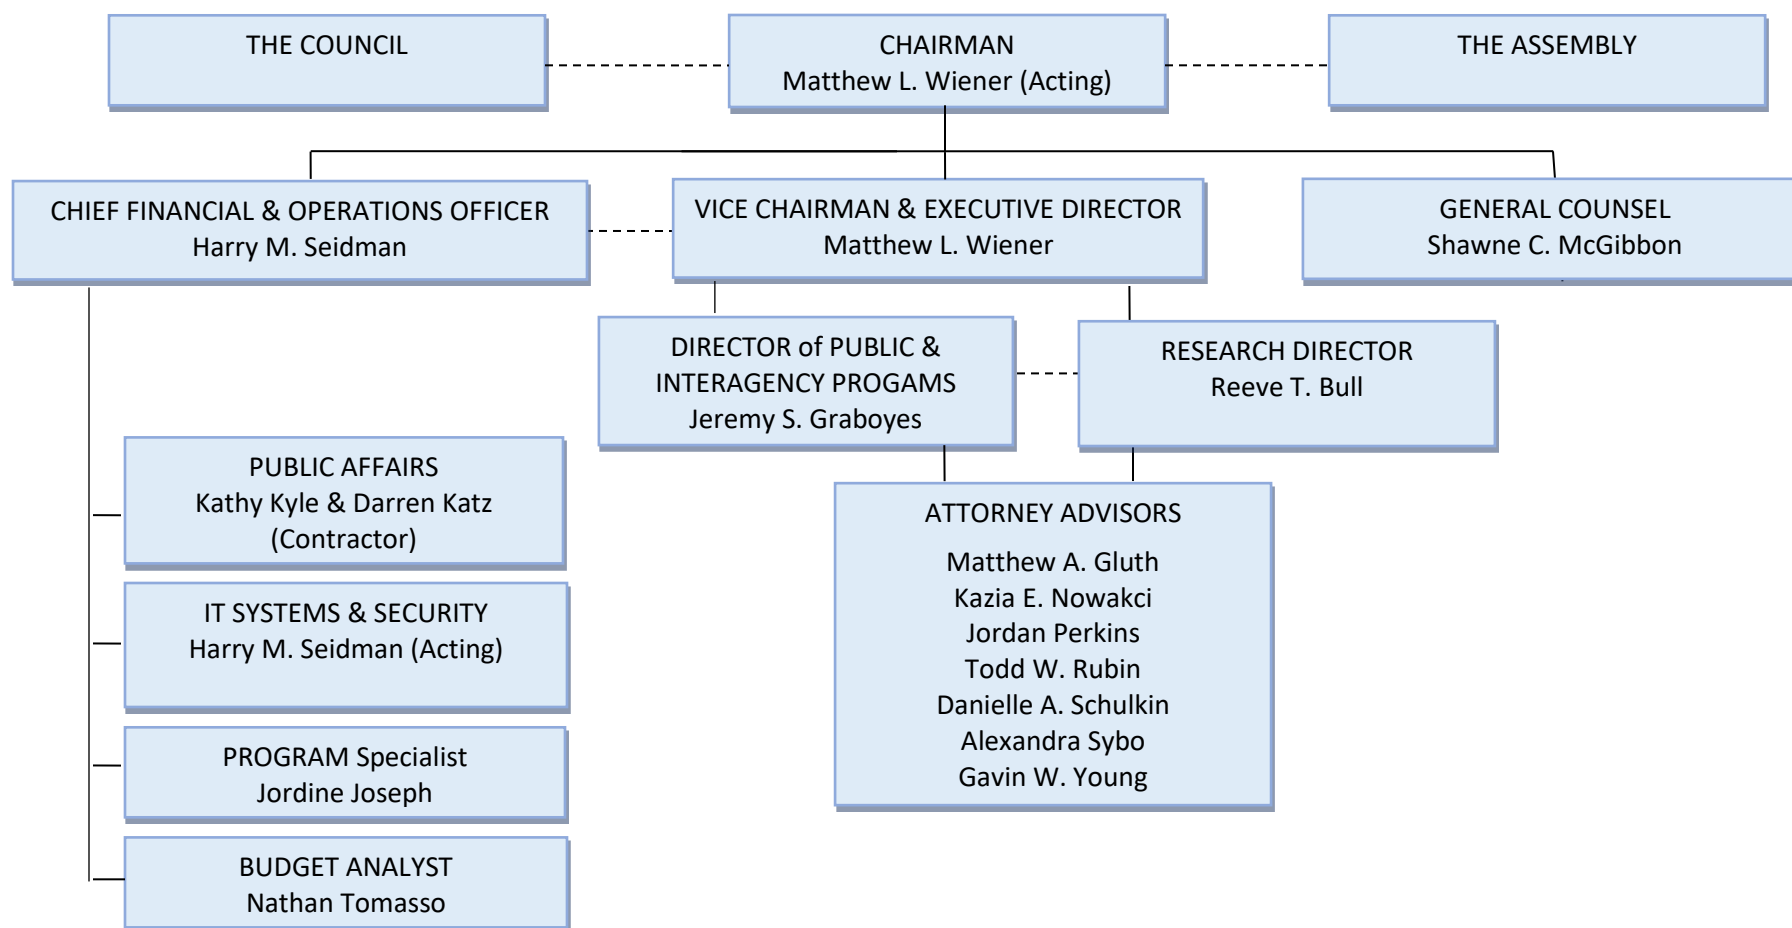 THE COUNCIL
CHAIRMAN
Matthew L. Wiener (Acting)
THE ASSEMBLY
CHIEF FINANCIAL & OPERATIONS OFFICER
Harry M. Seidman
VICE CHAIRMAN & EXECUTIVE DIRECTOR
Matthew L. Wiener
GENERAL COUNSEL
Shawne C. McGibbon
DIRECTOR of PUBLIC &
INTERAGENCY PROGAMS
Jeremy S. Graboyes
RESEARCH DIRECTOR
Reeve T. Bull
PUBLIC AFFAIRS
Kathy Kyle & Darren Katz
(Contractor)
IT SYSTEMS & SECURITY
Harry M. Seidman (Acting)
PROGRAM Specialist
Jordine Joseph
BUDGET ANALYST
Nathan Tomasso
ATTORNEY ADVISORS
Matthew A. Gluth
Kazia E. Nowakci
Jordan Perkins
Todd W. Rubin
Danielle A. Schulkin
Alexandra Sybo
Gavin W. Young